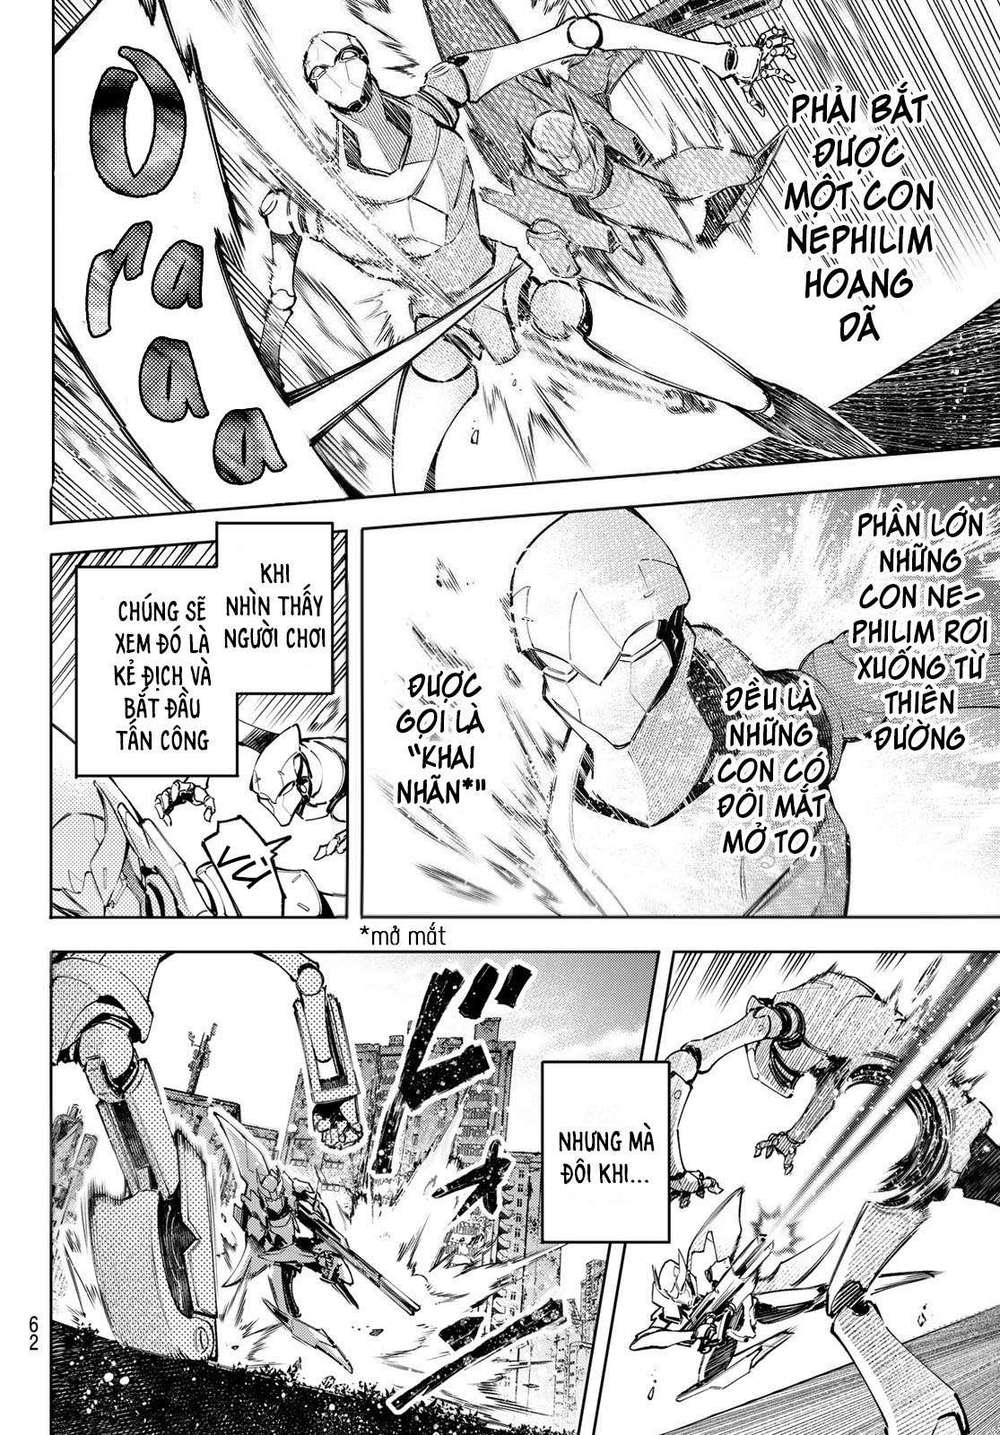 PHẢI BẮT
ĐƯỢC
MỘT CON
NEPHILIM
HOANG
DÃ
Oraaa
PHẦN LỚN
NHỮNG
CON NE-
PHILIM RƠI
XUỐNG TỪ
THIÊN
ĐƯỜNG
ĐỀU LÀ
NHỮNG
CON CÓ
ĐÔI MẮT
MỞ TO,
ĐƯỢC
GỌI LÀ
“KHAI
NHÃN*"
*mở mắt
KHI
NHÌN THẤY
NGƯỜI CHƠI
CHÚNG SẼ
XEM ĐÓ LÀ
KẺ ĐỊCH VÀ
BẮT ĐẦU
TẤN CÔNG
NHƯNG MÀ
ĐÔI KHI...
ビ
62